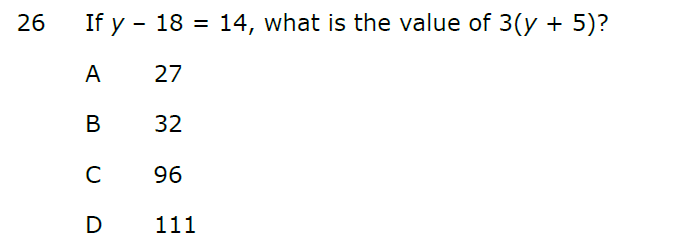 26 If y – 18 = 14, what is the value of 3(y + 5)?
A 27
B 32
C 96
D 111